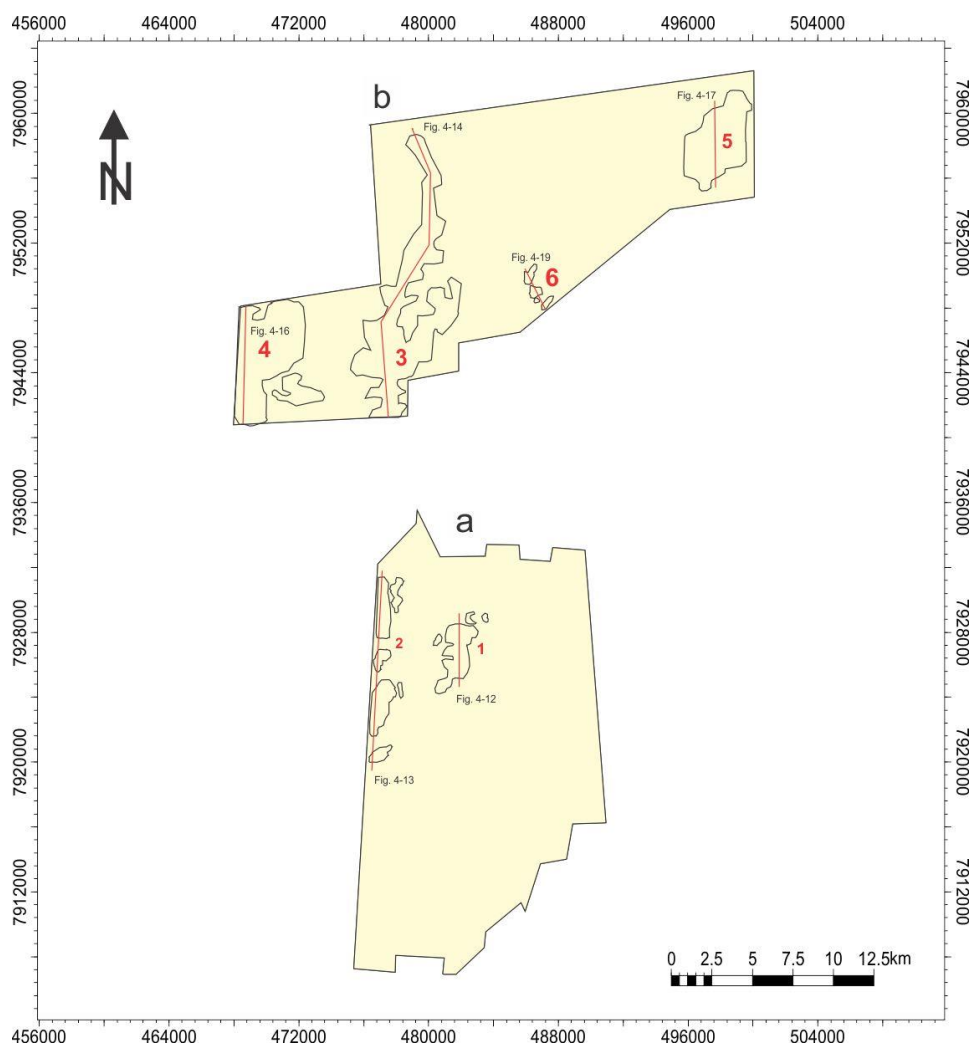 456000 464000 472000 480000 488000 496000 504000
b
Fig. 4-17
Fig. 4-14
7960000 7960000
5
N
7952000 7952000
Fig. 4-19
6
Fig. 4-16
4
3
7944000 7944000
7936000 7936000
a
7928000 7928000
2
1
Fig. 4-12
7920000 7920000
Fig. 4-13
7912000 7912000
0 2.5 5 7.5 10 12.5km
456000 464000 472000 480000 488000 496000 504000